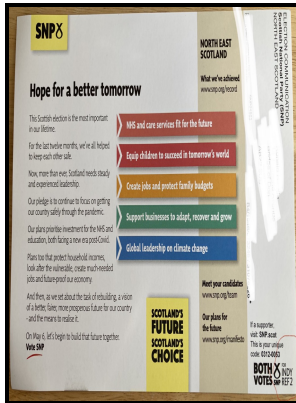 SNP
NORTH EAST
SCOTLAND
What we've achieved
www.snp.org/record
Hope for a better tomorrow
This Scottish election is the most important
in our lifetime.
For the last twelve months, we've all helped
to keep each other safe.
Now, more than ever, Scotland needs steady
and experienced leadership.
Our pledge is to continue to focus on getting
our country safely through the pandemic.
Our plans prioritise investment for the NHS and
education, both facing a new era post-Covid.
Plans too that protect household incomes,
look after the vulnerable, create much-needed
jobs and future-proof our economy.
And then, as we set about the task of rebuilding, a vision
of a better, fairer, more prosperous future for our country
- and the means to realise it.
On May 6, let's begin to build that future together.
Vote SNP
NHS and care services fit for the future
Equip children to succeed in tomorrow's world
Create jobs and protect family budgets
Support businesses to adapt, recover and grow
Global leadership on climate change
Meet your candidates
www.snp.org/team
Our plans for
the future
www.snp.org/manifesto
SCOTLAND'S
FUTURE
SCOTLAND'S
CHOICE
ELECTION COMMUNICATION
Scottish National Party (SNP)
NORTH EAST SCOTLAND
If a supporter,
visit SNP.scot
This is your unique
code: 0312-0083
BOTH VOTES SNP
FOR INDY REF2